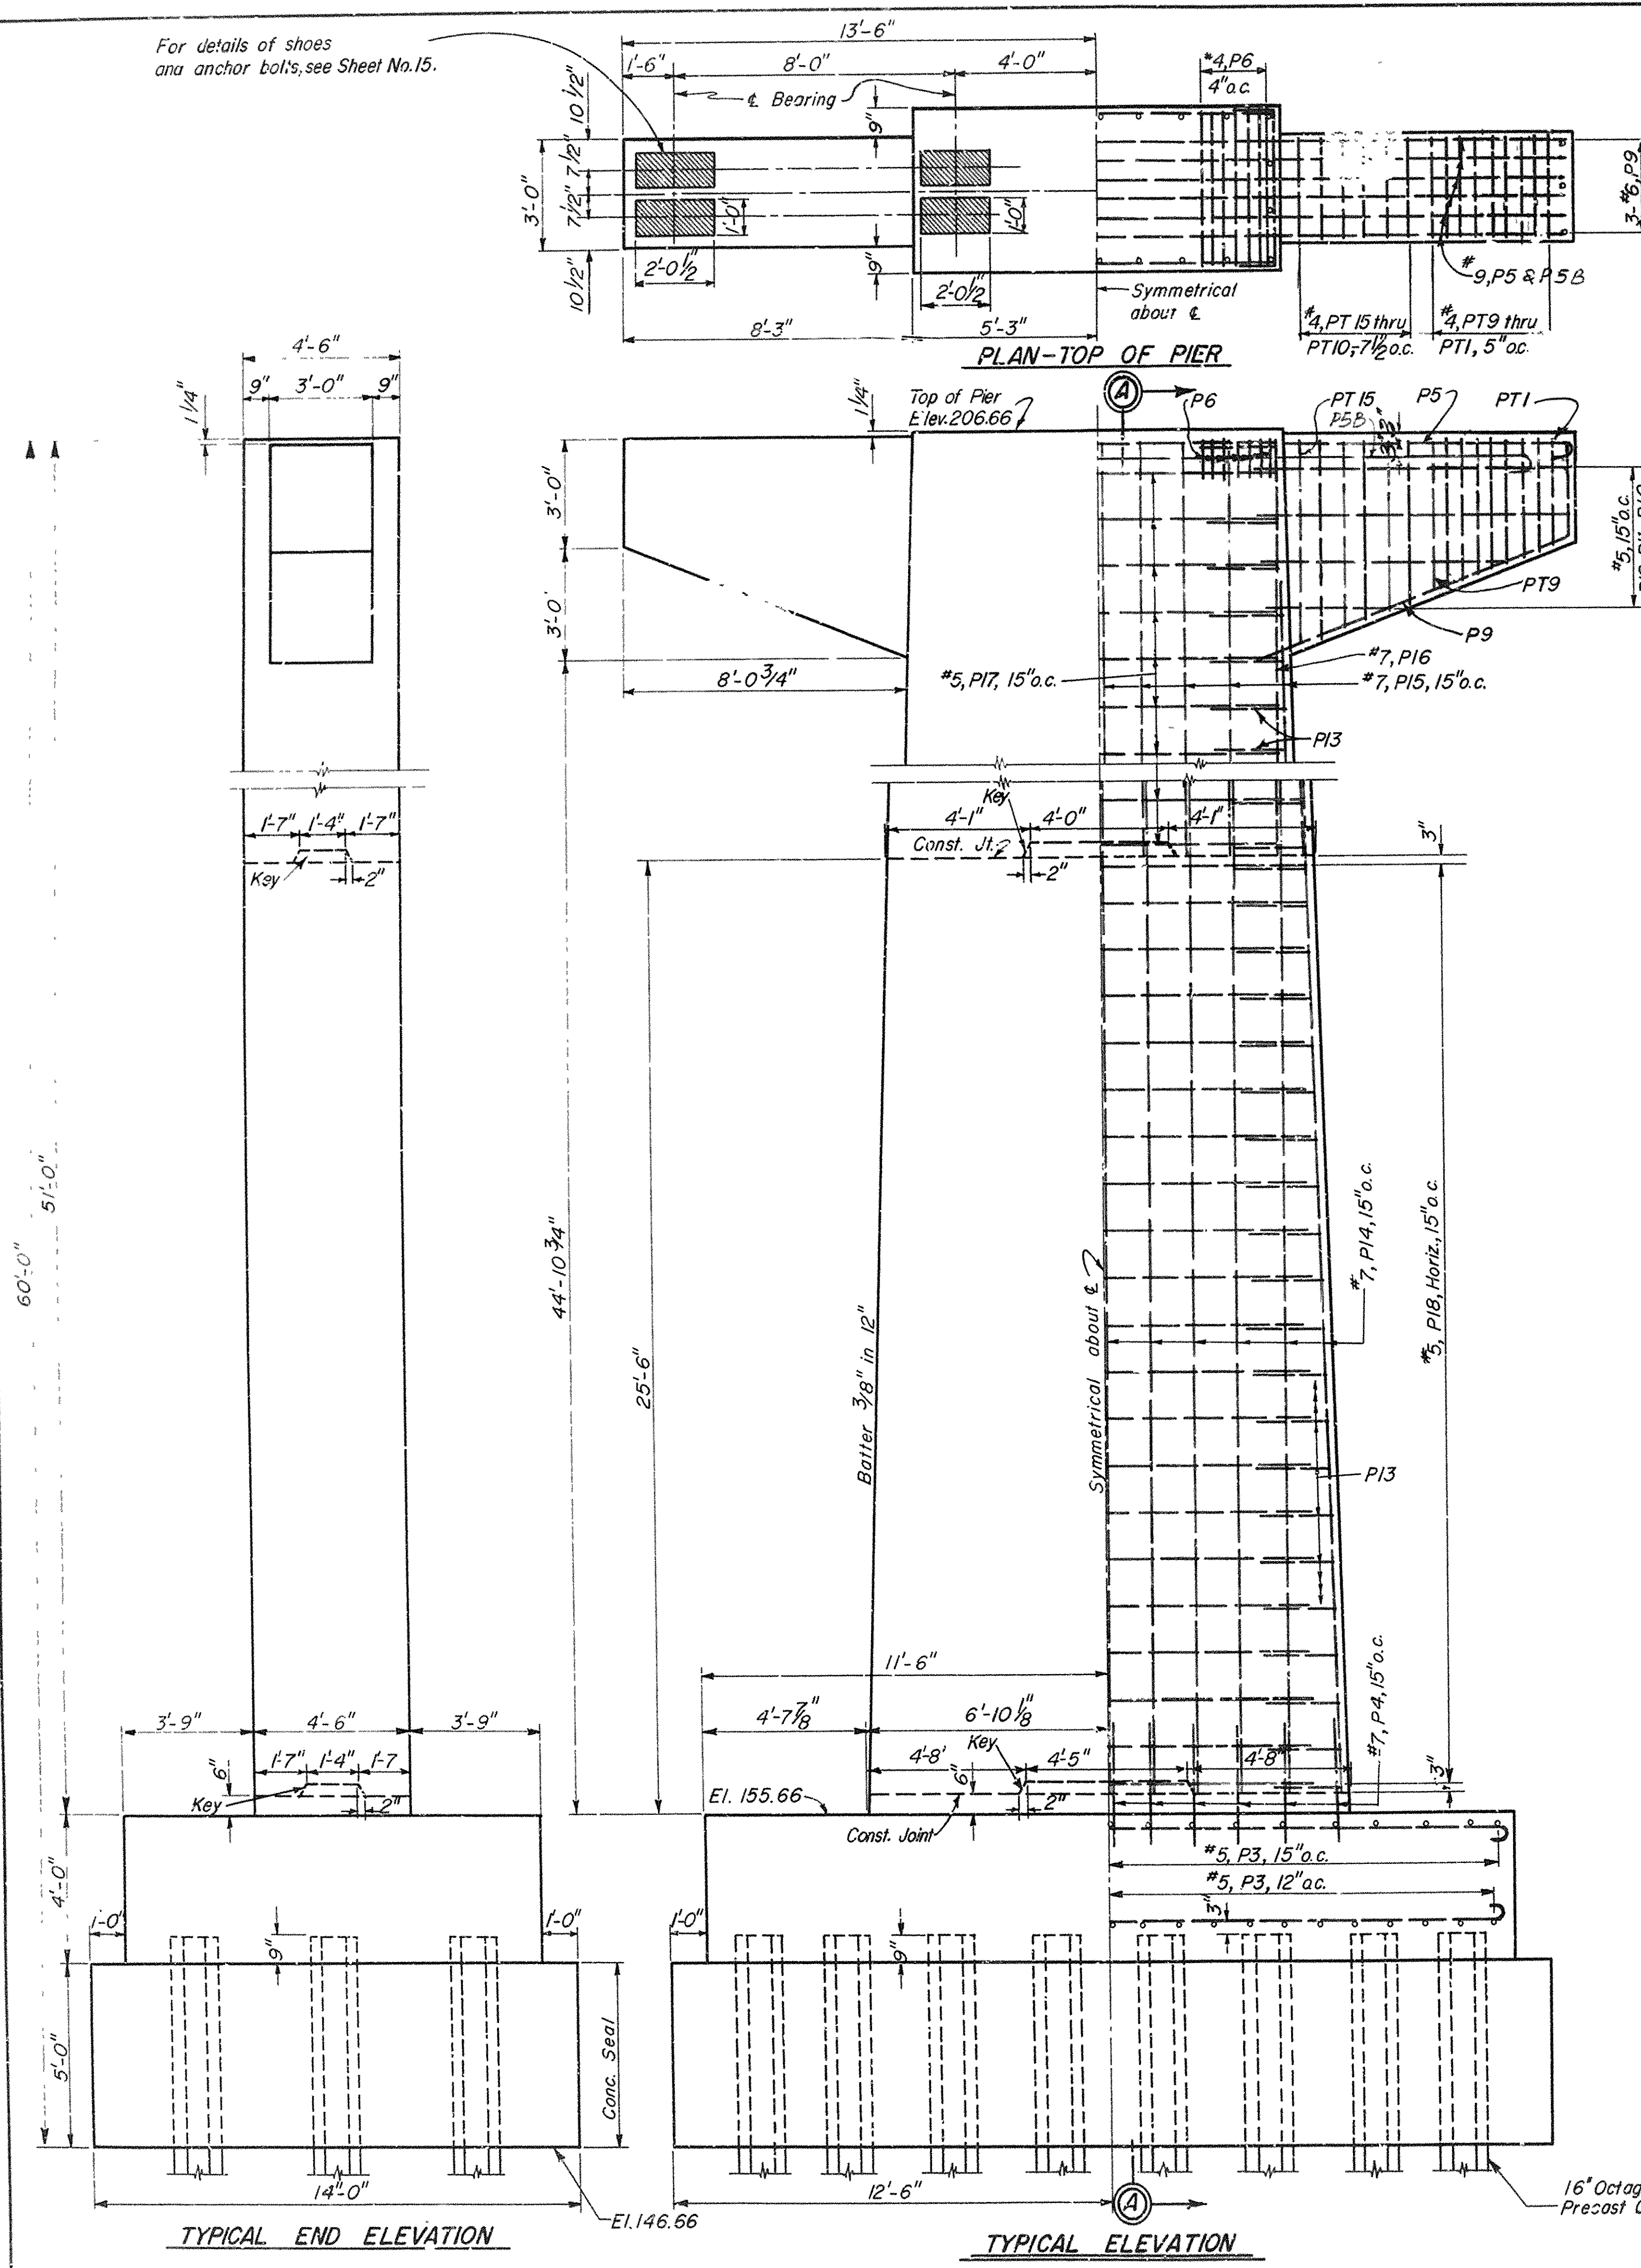 For details of shoes
and anchor bolts, see Sheet No. 15.
13'-6"
1'-6"
8'-0"
4'-0"
#4, P6
4" o.c.
℄ Bearing
10 1/2"
7 1/2"
3'-0"
7 1/2"
10 1/2"
9"
9"
1'-0"
1'-0"
2'-0 1/2"
2'-0 1/2"
3-#6, P9
#9, P5 & P5B
Symmetrical
about ℄
8'-3"
5'-3"
#4, PT 15 thru
PT10,-7 1/2 o.c.
#4, PT9 thru
PT1, 5" o.c.
PLAN-TOP OF PIER
4'-6"
9"
3'-0"
9"
1 1/4"
1 1/4"
Top of Pier
Elev. 206.66
A
P6
PT 15
P5B
P5
PT1
3'-0"
3'-0'
#5, 15" o.c.
PT9
P9
8'-0 3/4"
#5, P17, 15" o.c.
#7, P16
#7, P15, 15" o.c.
P13
Key
4'-1"
4'-0"
4'-1"
Const. Jt.
2"
3"
1'-7"
1'-4"
1'-7"
Key
2"
60'-0"
51'-0"
44'-10 3/4"
25'-6"
Batter 3/8" in 12"
Symmetrical about ℄
#7, P14, 15" o.c.
#5, P18, Horiz., 15" o.c.
P13
11'-6"
4'-7 7/8"
6'-10 1/8"
#7, P4, 15" o.c.
3'-9"
4'-6"
3'-9"
1'-7"
1'-4"
1'-7
6"
Key
2"
4'-8'
Key
4'-5"
4'-8"
6"
3"
El. 155.66
2"
Const. Joint
4'-0"
#5, P3, 15" o.c.
#5, P3, 12" o.c.
1'-0"
9"
1'-0"
1'-0"
9"
3"
5'-0"
Conc. Seal
14'-0"
El. 146.66
12'-6"
A
16" Octag
Precast
TYPICAL END ELEVATION
TYPICAL ELEVATION